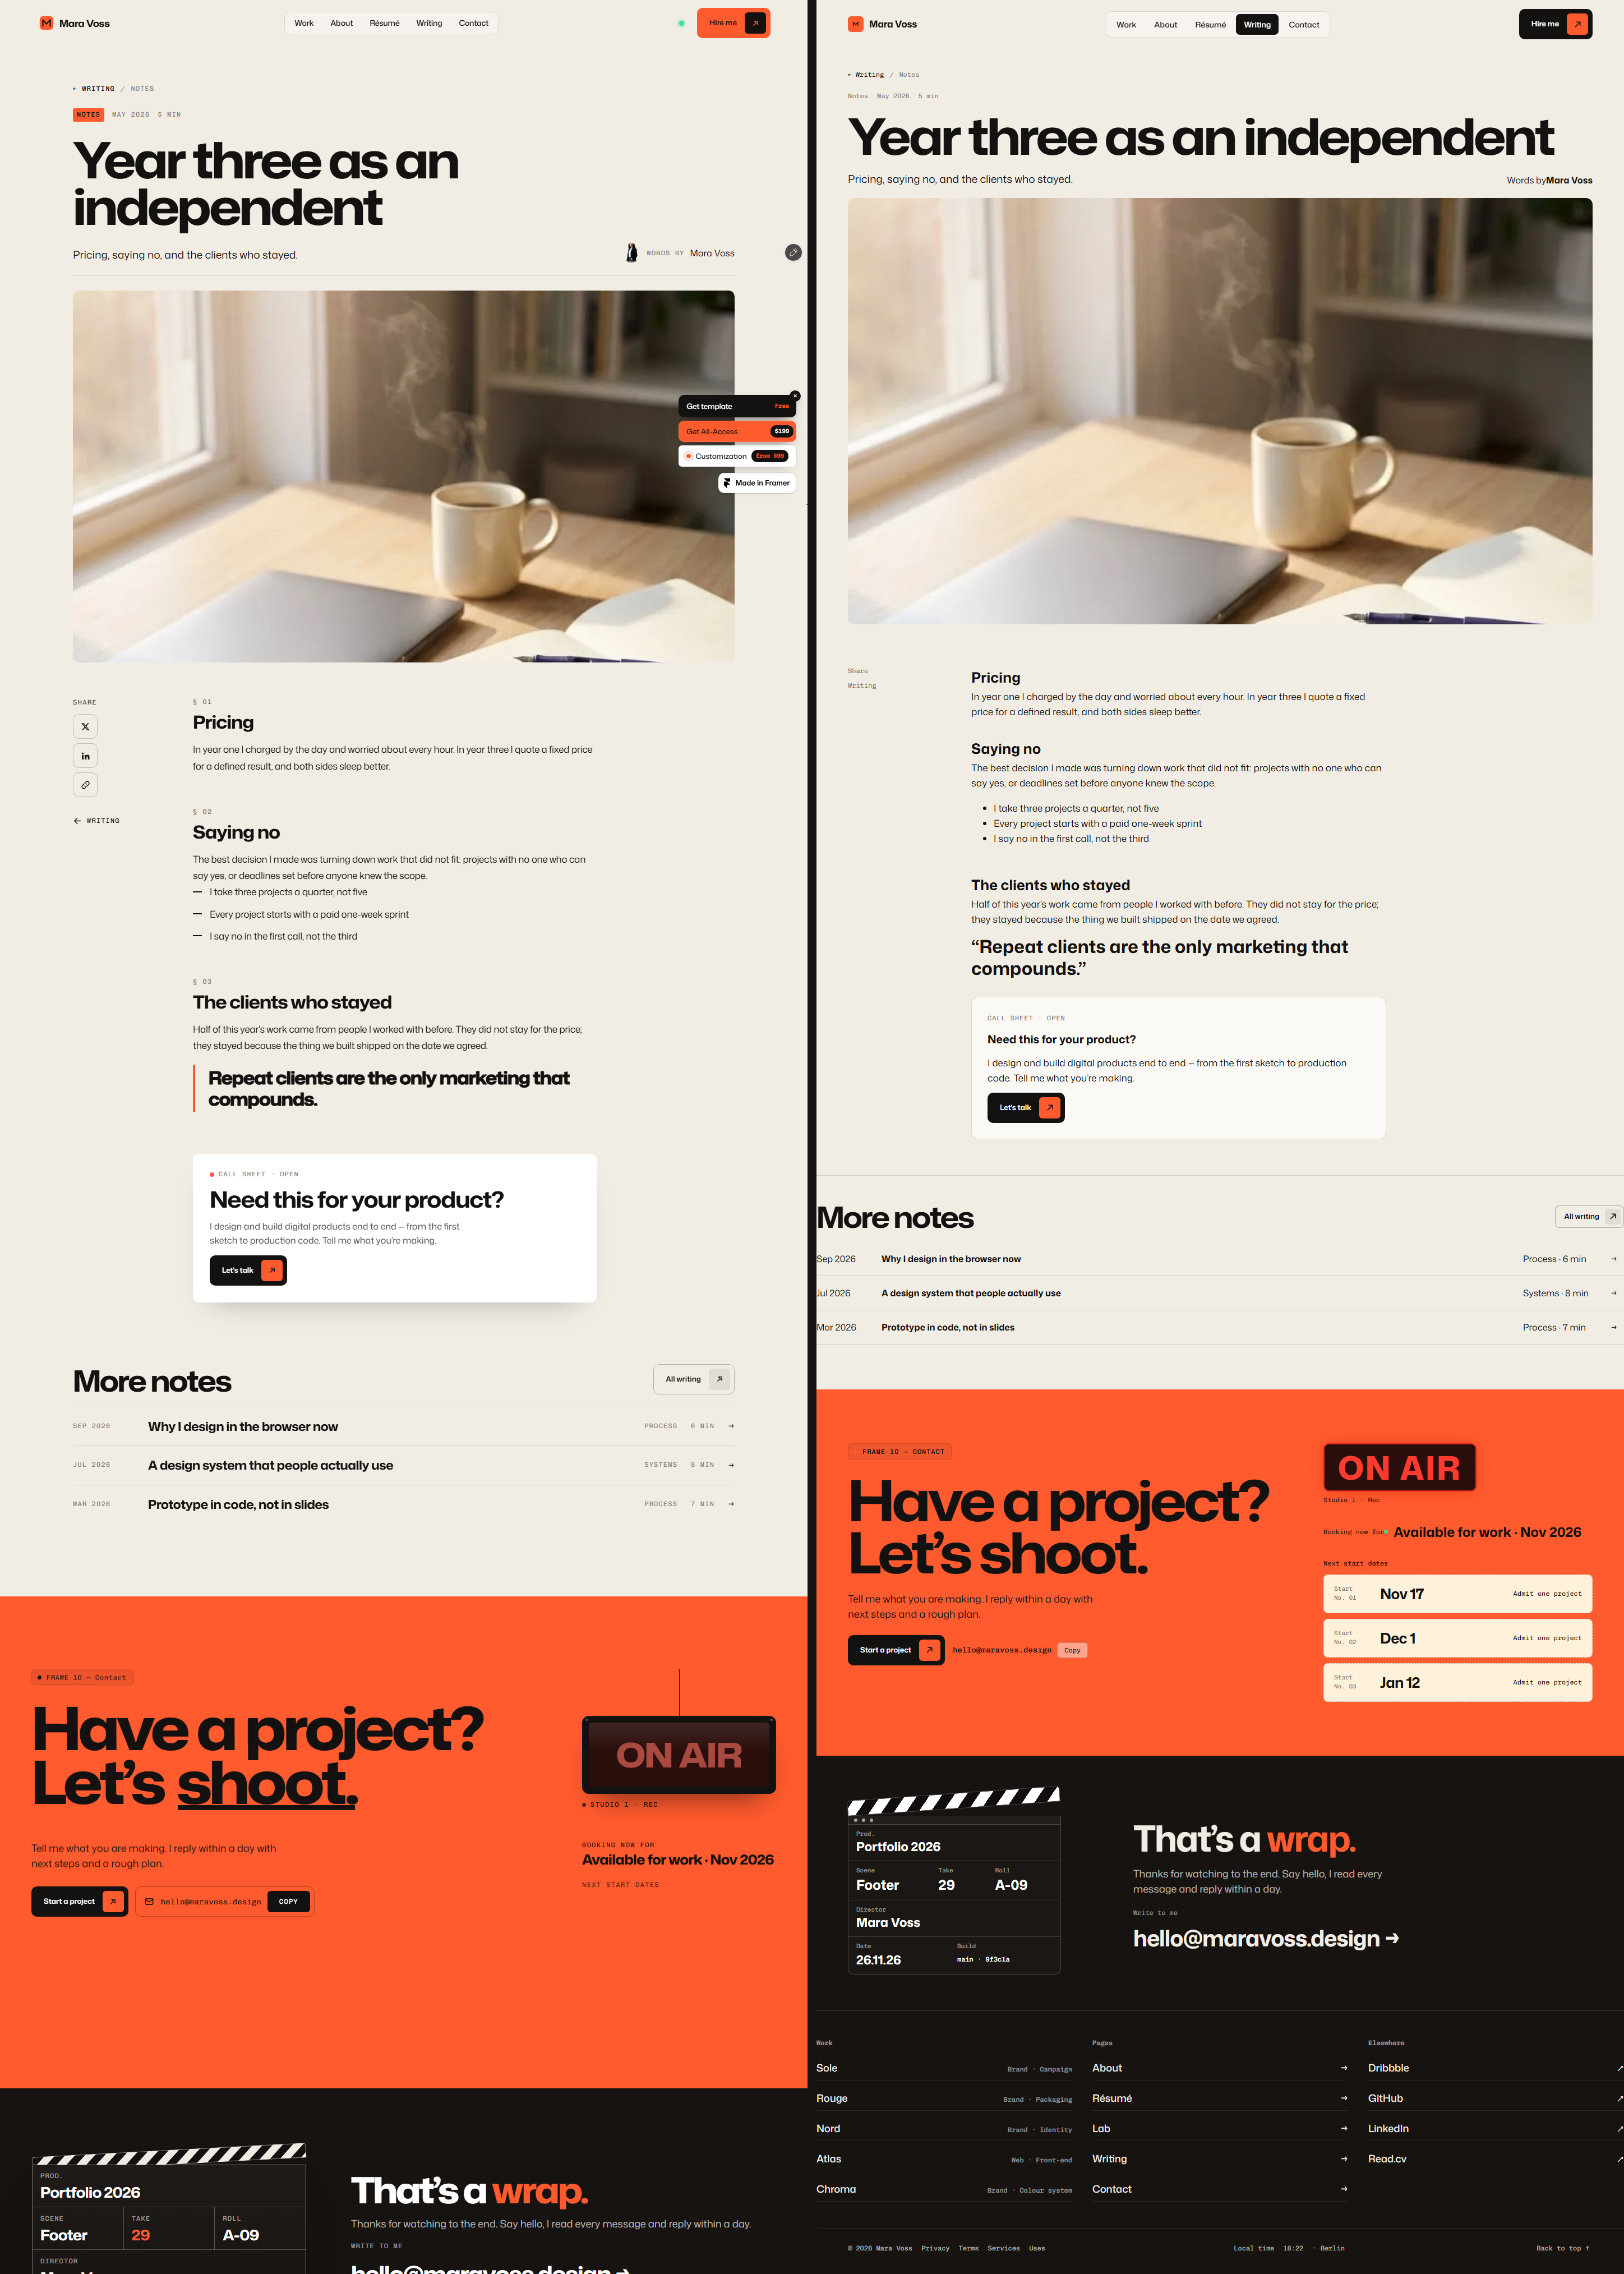 Mara Voss
Work About Résumé Writing Contact
Hire me
← WRITING / NOTES
NOTES MAY 2026 5 MIN
Year three as an
independent
Pricing, saying no, and the clients who stayed.
WORDS BY Mara Voss
Get template Free
Get All-Access $199
Customization from $99
Made in Framer
SHARE
← WRITING
§ 01
Pricing
In year one I charged by the day and worried about every hour. In year three I quote a fixed price
for a defined result, and both sides sleep better.
§ 02
Saying no
The best decision I made was turning down work that did not fit: projects with no one who can
say yes, or deadlines set before anyone knew the scope.
— I take three projects a quarter, not five
— Every project starts with a paid one-week sprint
— I say no in the first call, not the third
§ 03
The clients who stayed
Half of this year's work came from people I worked with before. They did not stay for the price;
they stayed because the thing we built shipped on the date we agreed.
Repeat clients are the only marketing that
compounds.
CALL SHEET · OPEN
Need this for your product?
I design and build digital products end to end — from the first
sketch to production code. Tell me what you're making.
Let's talk
More notes
All writing
SEP 2026 Why I design in the browser now PROCESS 6 MIN →
JUL 2026 A design system that people actually use SYSTEMS 8 MIN →
MAR 2026 Prototype in code, not in slides PROCESS 7 MIN →
FRAME 10 — Contact
Have a project?
Let's shoot.
Tell me what you are making. I reply within a day with
next steps and a rough plan.
Start a project
hello@maravoss.design COPY
ON AIR
STUDIO 1 · REC
BOOKING NOW FOR
Available for work · Nov 2026
NEXT START DATES
PROD.
Portfolio 2026
SCENE TAKE ROLL
Footer 29 A-09
DIRECTOR
That's a wrap.
Thanks for watching to the end. Say hello, I read every message and reply within a day.
WRITE TO ME
hello@maravoss.design →
Mara Voss
Work About Résumé Writing Contact
Hire me
← Writing / Notes
Notes May 2026 5 min
Year three as an independent
Pricing, saying no, and the clients who stayed.
Words byMara Voss
Share
Writing
Pricing
In year one I charged by the day and worried about every hour. In year three I quote a fixed
price for a defined result, and both sides sleep better.
Saying no
The best decision I made was turning down work that did not fit: projects with no one who can
say yes, or deadlines set before anyone knew the scope.
• I take three projects a quarter, not five
• Every project starts with a paid one-week sprint
• I say no in the first call, not the third
The clients who stayed
Half of this year's work came from people I worked with before. They did not stay for the price;
they stayed because the thing we built shipped on the date we agreed.
“Repeat clients are the only marketing that
compounds.”
CALL SHEET · OPEN
Need this for your product?
I design and build digital products end to end — from the first sketch to production
code. Tell me what you're making.
Let's talk
More notes
All writing
Sep 2026 Why I design in the browser now Process · 6 min →
Jul 2026 A design system that people actually use Systems · 8 min →
Mar 2026 Prototype in code, not in slides Process · 7 min →
FRAME 10 — CONTACT
Have a project?
Let's shoot.
Tell me what you are making. I reply within a day with
next steps and a rough plan.
Start a project
hello@maravoss.design Copy
ON AIR
Studio 1 · Rec
Booking now for Available for work · Nov 2026
Next start dates
Start
No. 01
Nov 17
Admit one project
Start
No. 02
Dec 1
Admit one project
Start
No. 03
Jan 12
Admit one project
Prod.
Portfolio 2026
Scene Take Roll
Footer 29 A-09
Director
Mara Voss
Date Build
26.11.26 main · 9f3c1a
That's a wrap.
Thanks for watching to the end. Say hello, I read every
message and reply within a day.
Write to me
hello@maravoss.design →
Work
Sole Brand · Campaign
Rouge Brand · Packaging
Nord Brand · Identity
Atlas Web · Front-end
Chroma Brand · Colour system
Pages
About →
Résumé →
Lab →
Writing →
Contact →
Elsewhere
Dribbble ↗
GitHub ↗
LinkedIn ↗
Read.cv ↗
© 2026 Mara Voss Privacy Terms Services Uses
Local time 18:22 · Berlin
Back to top ↑